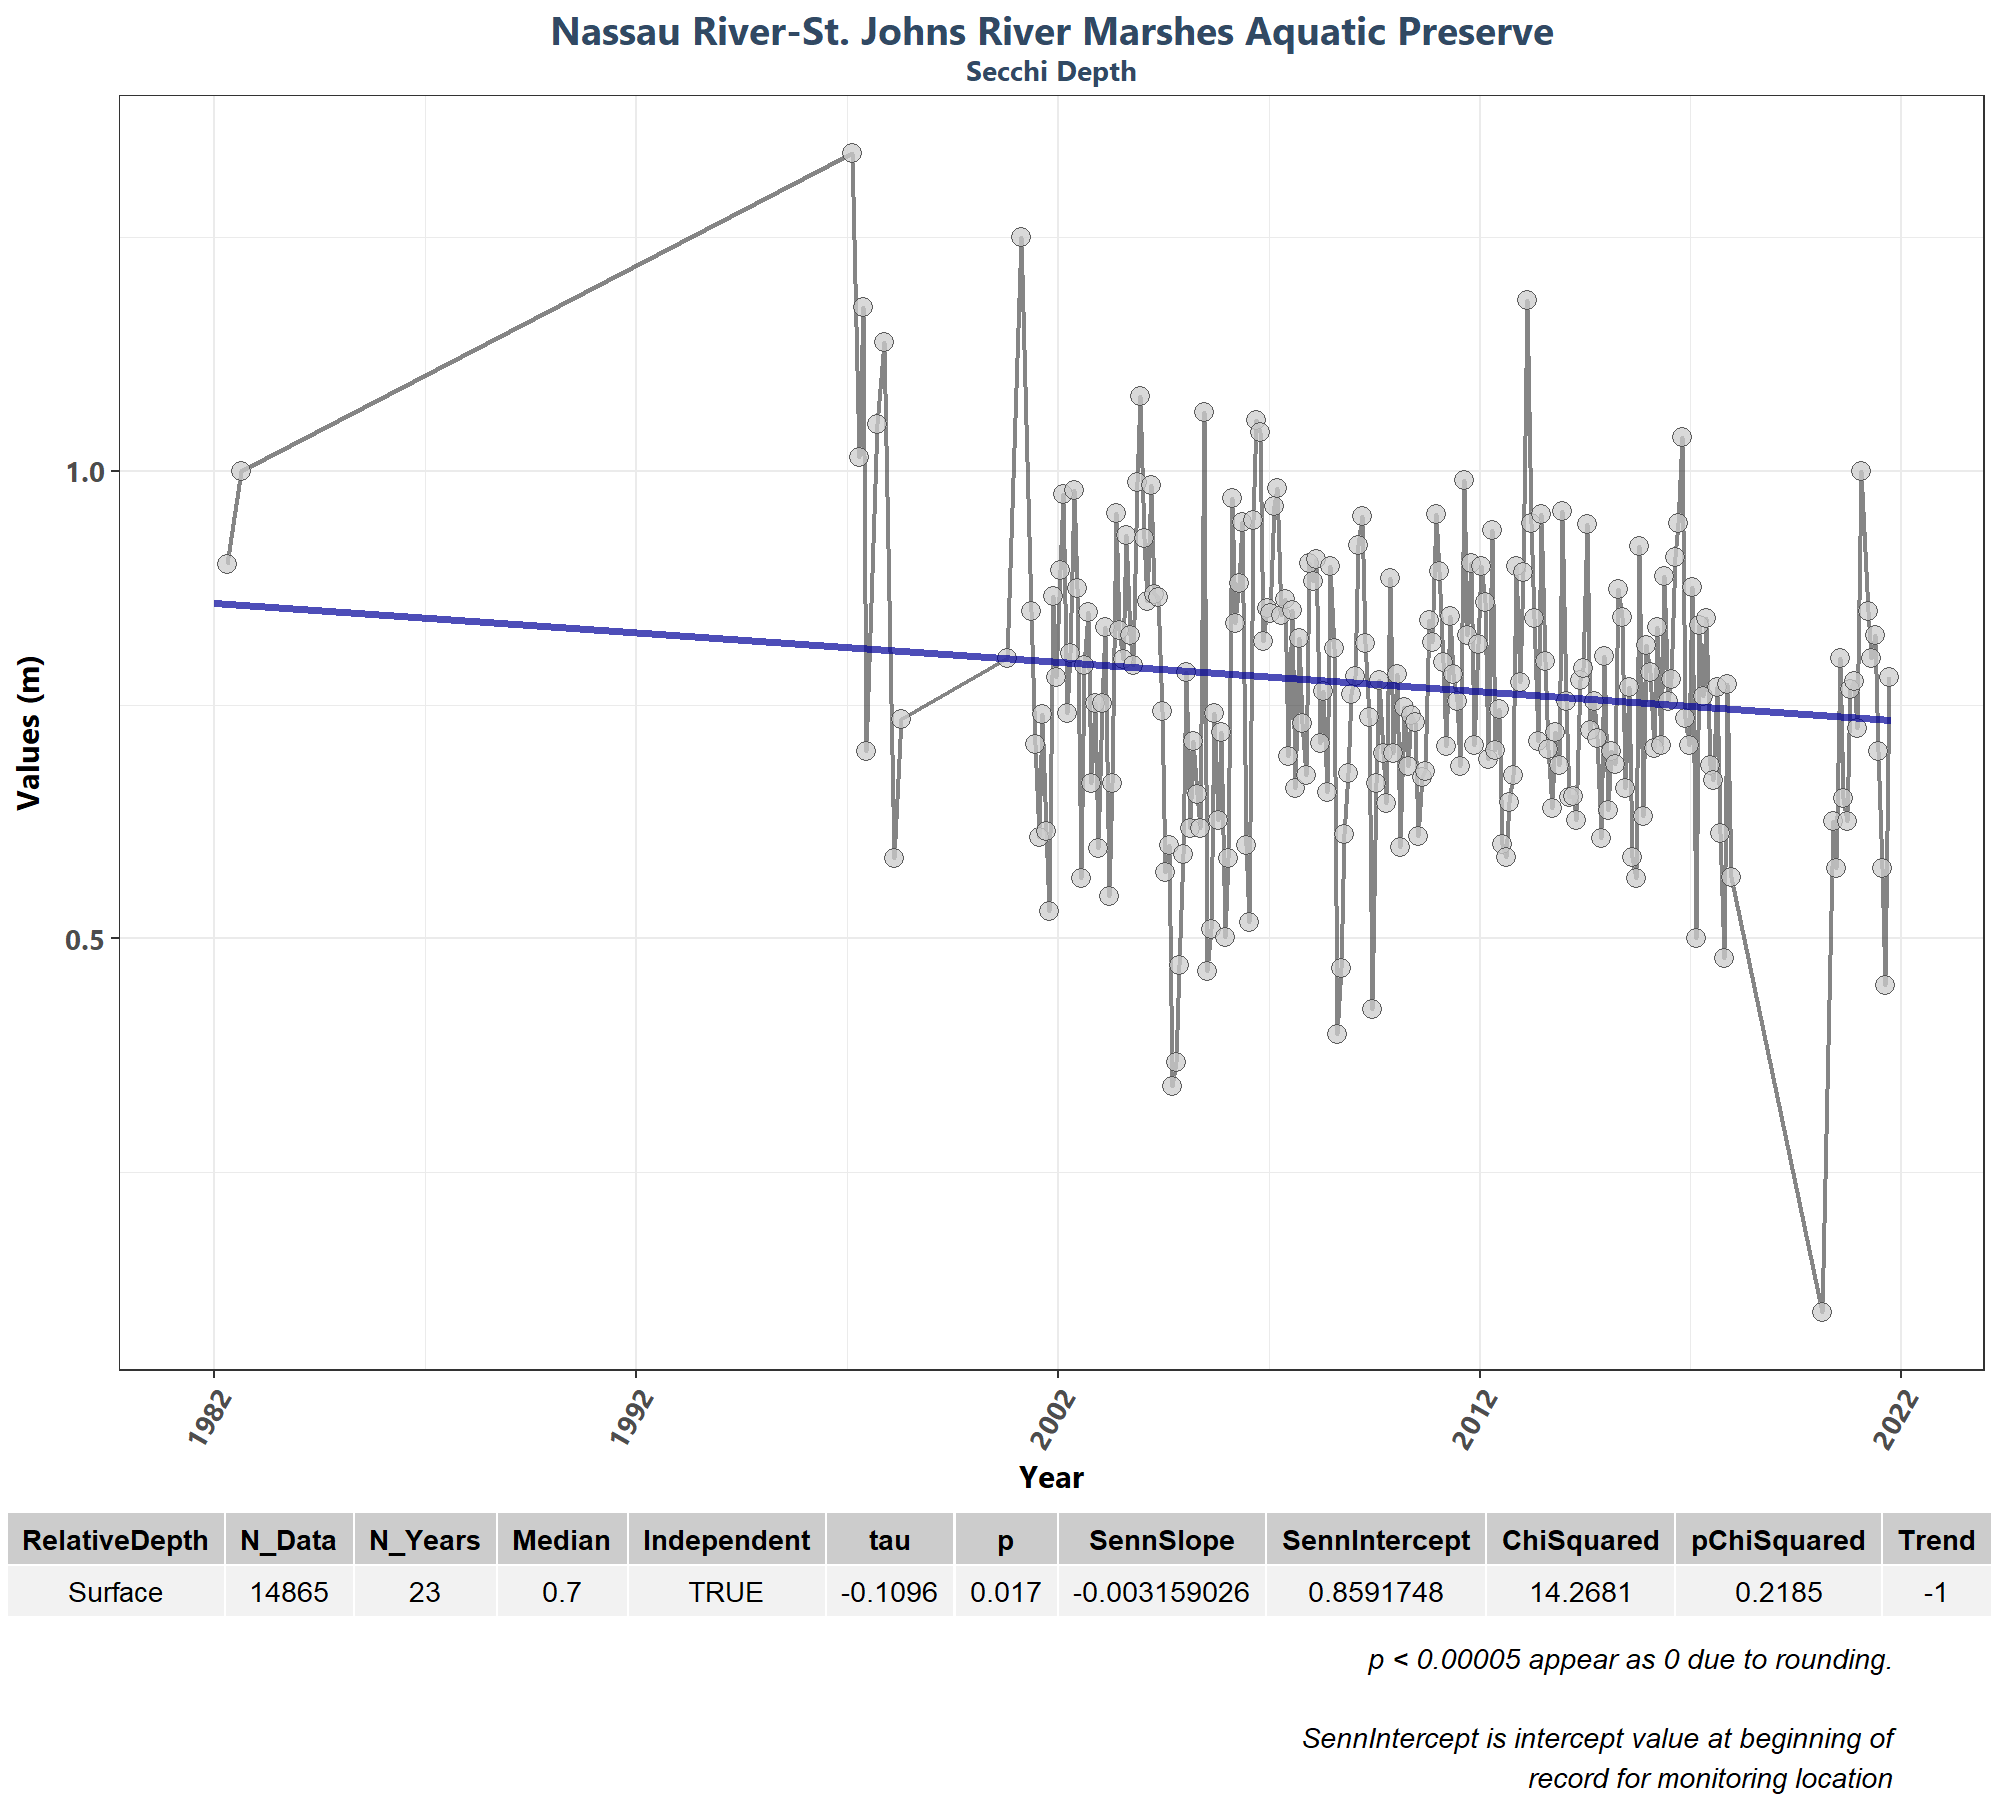 Nassau River-St. Johns River Marshes Aquatic Preserve
Secchi Depth
Values (m)
1.0
0.5
1982
1992
2002
2012
2022
Year
RelativeDepth N_Data N_Years Median Independent tau p SennSlope SennIntercept ChiSquared pChiSquared Trend
Surface 14865 23 0.7 TRUE -0.1096 0.017 -0.003159026 0.8591748 14.2681 0.2185 -1
p < 0.00005 appear as 0 due to rounding.
SennIntercept is intercept value at beginning of
record for monitoring location